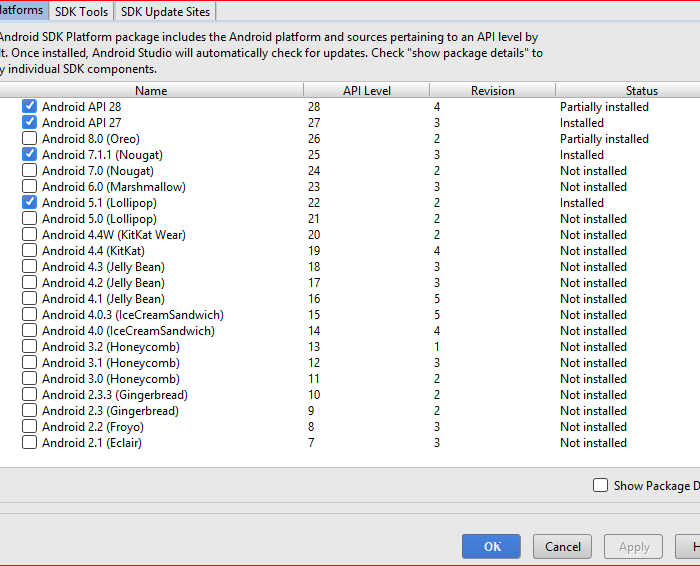 latforms SDK Tools SDK Update Sites
Android SDK Platform package includes the Android platform and sources pertaining to an API level by
lt. Once installed, Android Studio will automatically check for updates. Check "show package details" to
y individual SDK components.
Name API Level Revision Status
Android API 28 28 4 Partially installed
Android API 27 27 3 Installed
Android 8.0 (Oreo) 26 2 Partially installed
Android 7.1.1 (Nougat) 25 3 Installed
Android 7.0 (Nougat) 24 2 Not installed
Android 6.0 (Marshmallow) 23 3 Not installed
Android 5.1 (Lollipop) 22 2 Installed
Android 5.0 (Lollipop) 21 2 Not installed
Android 4.4W (KitKat Wear) 20 2 Not installed
Android 4.4 (KitKat) 19 4 Not installed
Android 4.3 (Jelly Bean) 18 3 Not installed
Android 4.2 (Jelly Bean) 17 3 Not installed
Android 4.1 (Jelly Bean) 16 5 Not installed
Android 4.0.3 (IceCreamSandwich) 15 5 Not installed
Android 4.0 (IceCreamSandwich) 14 4 Not installed
Android 3.2 (Honeycomb) 13 1 Not installed
Android 3.1 (Honeycomb) 12 3 Not installed
Android 3.0 (Honeycomb) 11 2 Not installed
Android 2.3.3 (Gingerbread) 10 2 Not installed
Android 2.3 (Gingerbread) 9 2 Not installed
Android 2.2 (Froyo) 8 3 Not installed
Android 2.1 (Eclair) 7 3 Not installed
Show Package D
OK Cancel Apply H